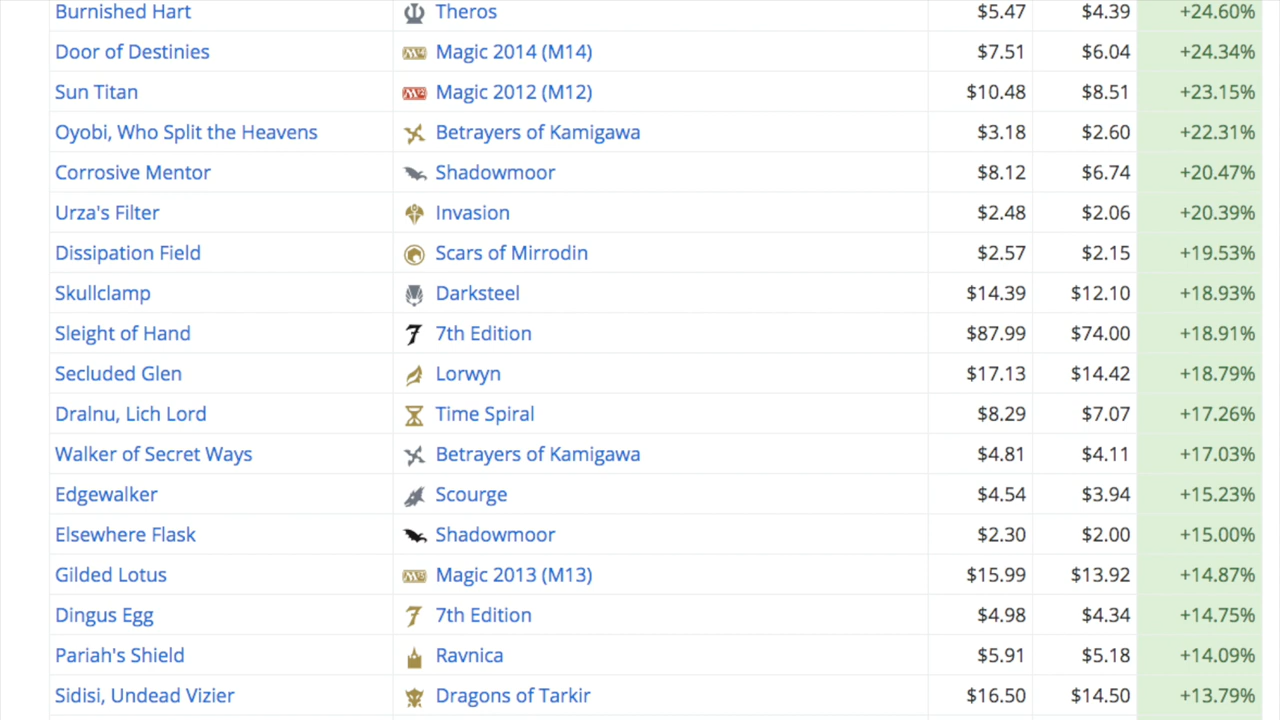 Burnished Hart Theros $5.47 $4.39 +24.60%
Door of Destinies Magic 2014 (M14) $7.51 $6.04 +24.34%
Sun Titan Magic 2012 (M12) $10.48 $8.51 +23.15%
Oyobi, Who Split the Heavens Betrayers of Kamigawa $3.18 $2.60 +22.31%
Corrosive Mentor Shadowmoor $8.12 $6.74 +20.47%
Urza's Filter Invasion $2.48 $2.06 +20.39%
Dissipation Field Scars of Mirrodin $2.57 $2.15 +19.53%
Skullclamp Darksteel $14.39 $12.10 +18.93%
Sleight of Hand 7th Edition $87.99 $74.00 +18.91%
Secluded Glen Lorwyn $17.13 $14.42 +18.79%
Dralnu, Lich Lord Time Spiral $8.29 $7.07 +17.26%
Walker of Secret Ways Betrayers of Kamigawa $4.81 $4.11 +17.03%
Edgewalker Scourge $4.54 $3.94 +15.23%
Elsewhere Flask Shadowmoor $2.30 $2.00 +15.00%
Gilded Lotus Magic 2013 (M13) $15.99 $13.92 +14.87%
Dingus Egg 7th Edition $4.98 $4.34 +14.75%
Pariah's Shield Ravnica $5.91 $5.18 +14.09%
Sidisi, Undead Vizier Dragons of Tarkir $16.50 $14.50 +13.79%